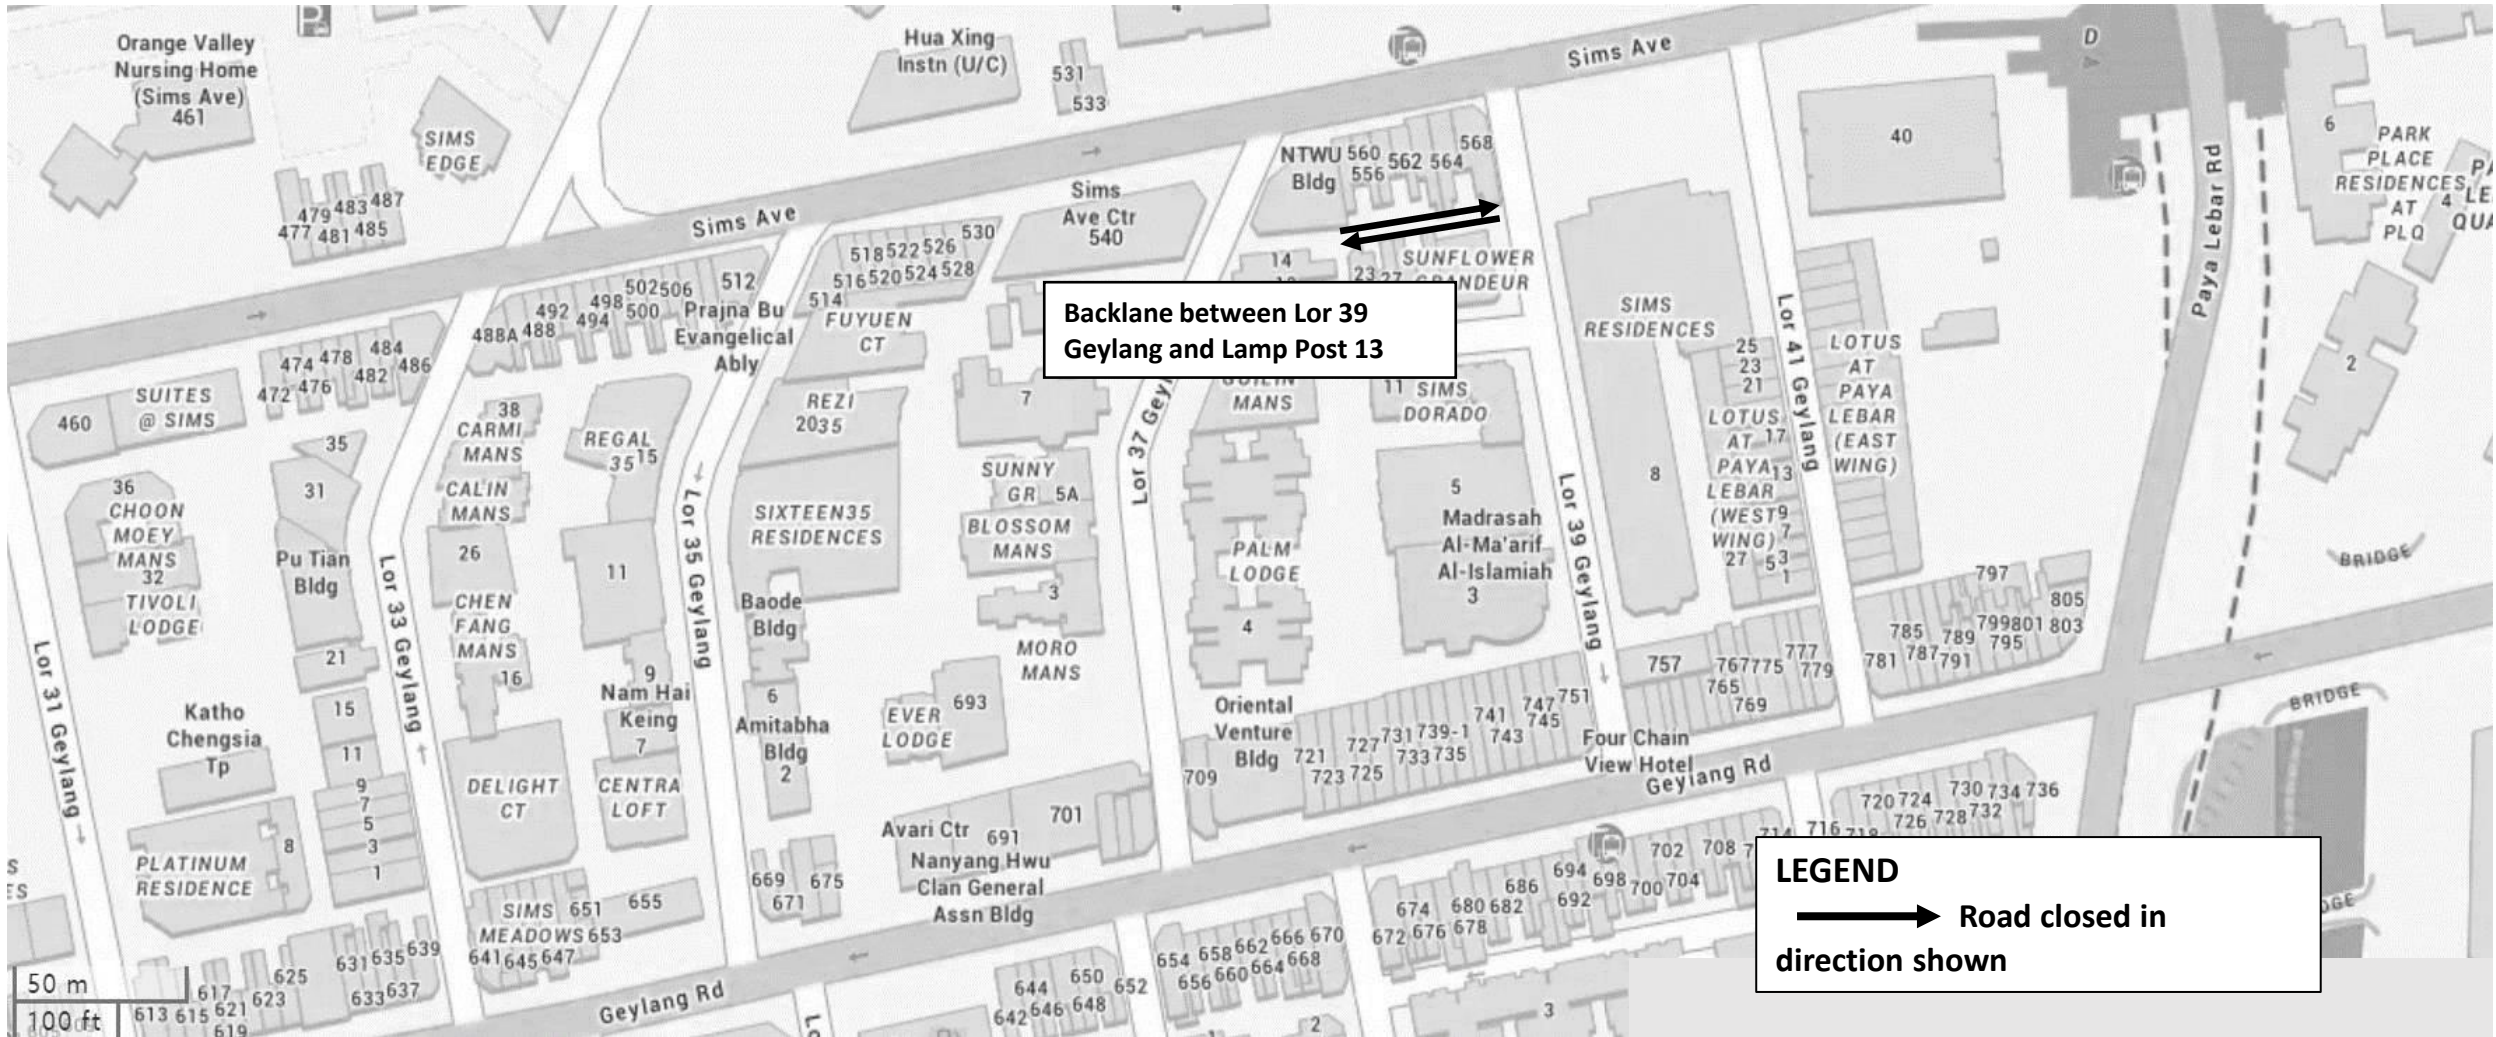 Orange Valley
Nursing Home
(Sims Ave)
461
P
Hua Xing
Instn (U/C)
4
531
533
Sims Ave
D
SIMS
EDGE
40
6
PARK
PLACE
RESIDENCES
AT
PLQ
4
Paya Lebar Rd
NTWU
Bldg
560
556
562
564
568
479
483
487
477
481
485
Sims Ave
Sims
Ave Ctr
540
518
522
526
530
516
520
524
528
514
FUYUEN
CT
14
23
27
SUNFLOWER
GRANDEUR
Backlane between Lor 39
Geylang and Lamp Post 13
502
506
512
492
498
500
488A
488
494
Prajna Bu
Evangelical
Ably
SIMS
RESIDENCES
8
Lor 41 Geylang
LOTUS
AT
PAYA
LEBAR
(EAST
WING)
2
474
478
484
472
476
482
486
460
SUITES
@ SIMS
35
38
CARMI
MANS
REGAL
35
15
REZI
35
20
7
Lor 37 Geyl
GUILIN
MANS
11
SIMS
DORADO
25
23
21
LOTUS
AT
17
PAYA
13
LEBAR
(WEST
9
WING)
7
27
5
3
1
36
CHOON
MOEY
MANS
32
TIVOLI
LODGE
31
Pu Tian
Bldg
CALIN
MANS
26
CHEN
FANG
MANS
16
11
Lor 35 Geylang
SIXTEEN35
RESIDENCES
SUNNY
GR
5A
BLOSSOM
MANS
3
MORO
MANS
PALM
LODGE
4
5
Madrasah
Al-Ma'arif
Al-Islamiah
3
Lor 39 Geylang
BRIDGE
Lor 31 Geylang
Lor 33 Geylang
21
15
11
9
7
5
3
1
Katho
Chengsia
Tp
PLATINUM
RESIDENCE
8
9
Nam Hai
Keing
7
CENTRA
LOFT
DELIGHT
CT
Baode
Bldg
6
Amitabha
Bldg
2
EVER
LODGE
693
Oriental
Venture
Bldg
709
721
727
731
739-1
741
747
751
723
725
733
735
743
745
757
767
775
777
765
769
779
781
785
787
789
791
797
799
801
795
805
803
Four Chain
View Hotel
Geylang Rd
BRIDGE
Avari Ctr
691
701
Nanyang Hwu
Clan General
Assn Bldg
669
671
675
SIMS
MEADOWS
651
653
655
641
645
647
613
615
617
621
619
623
625
631
635
639
633
637
Geylang Rd
644
650
652
642
646
648
654
658
662
666
670
656
660
664
668
672
674
676
678
680
682
686
694
692
698
700
702
704
708
714
716
718
720
724
726
728
730
732
734
736
3
2
LEGEND
Road closed in
direction shown
50 m
100 ft